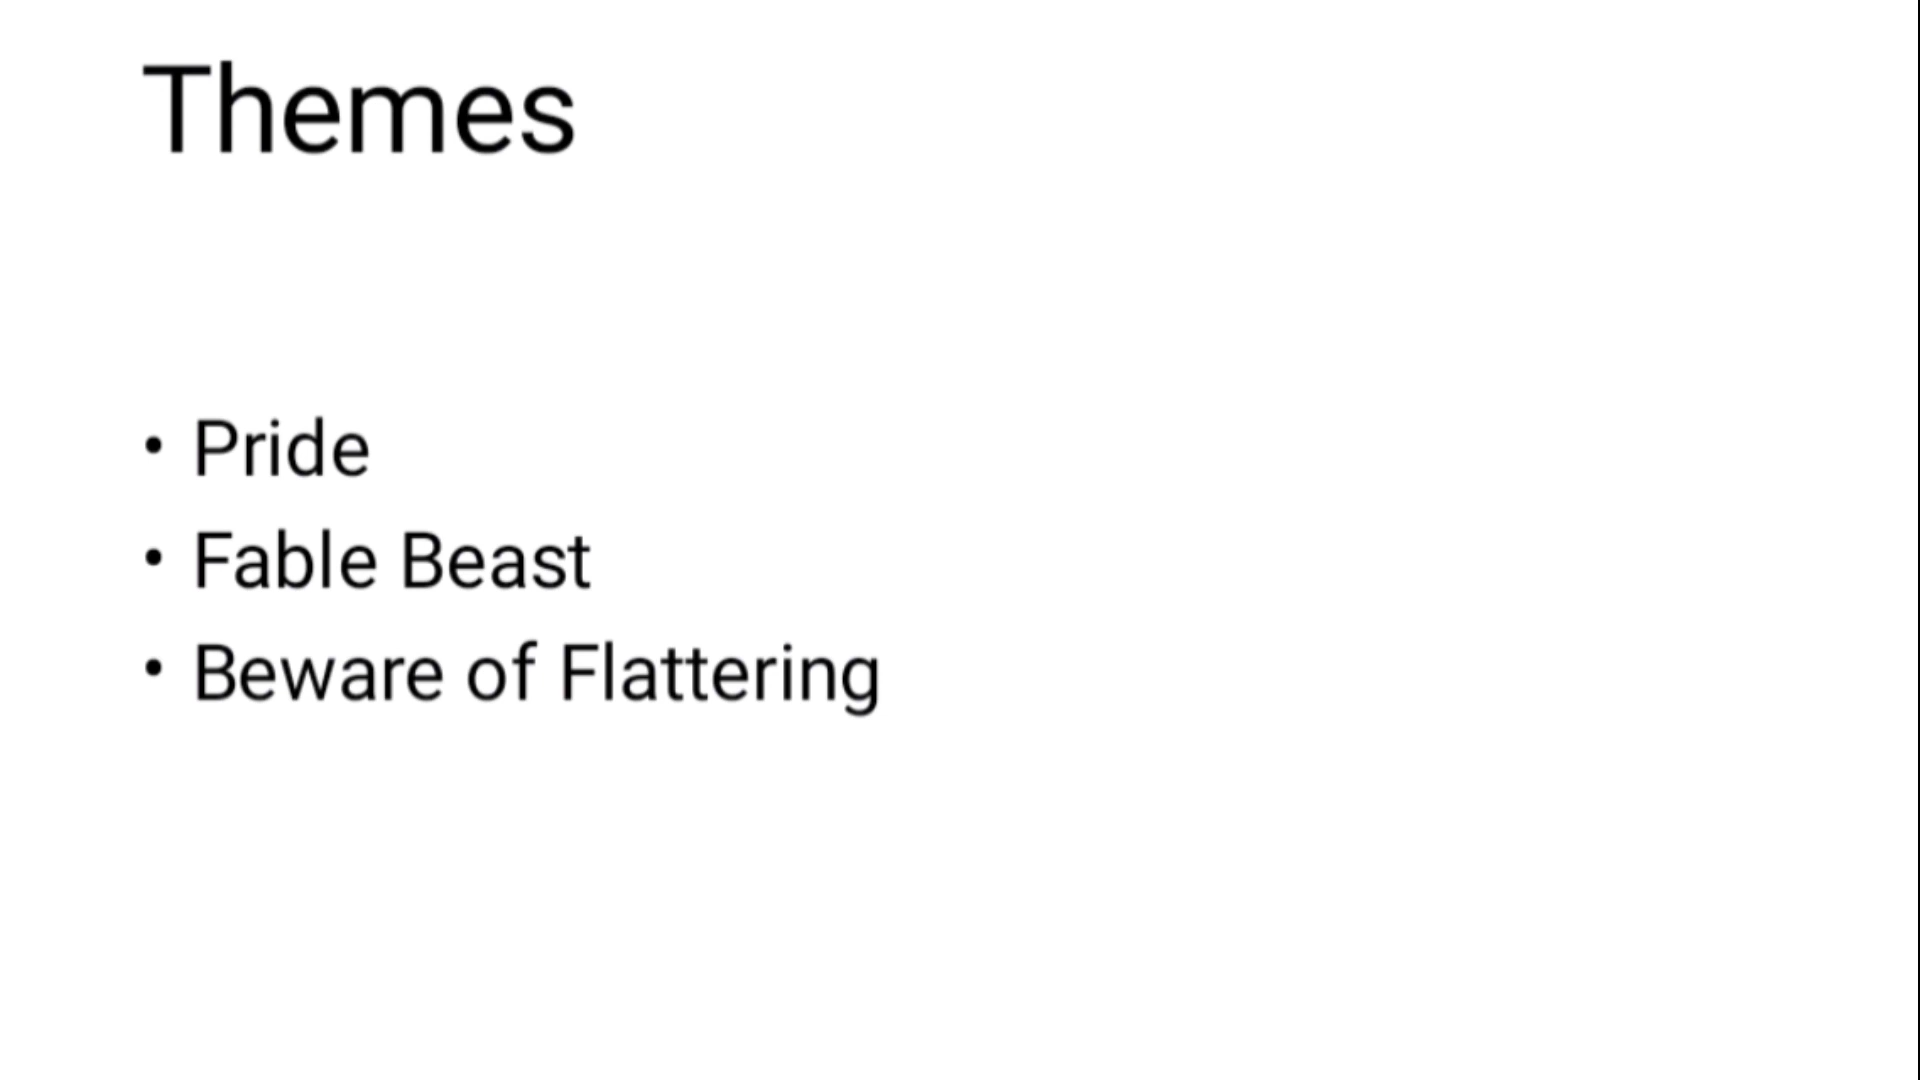 Themes
• Pride
• Fable Beast
• Beware of Flattering